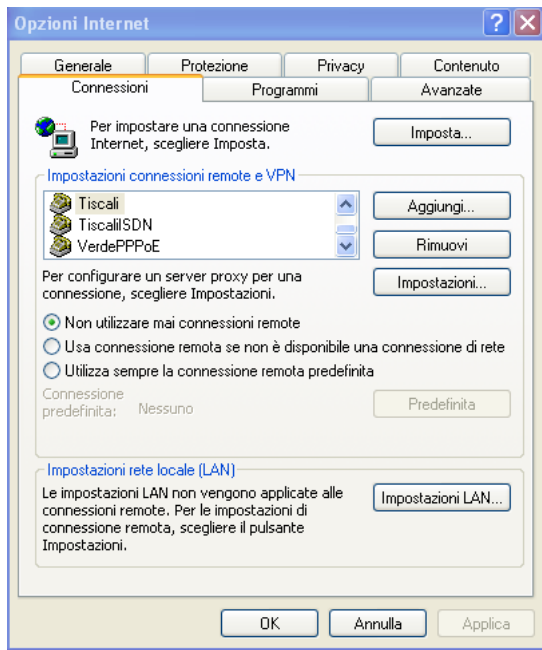 Opzioni Internet
Generale
Protezione
Privacy
Contenuto
Connessioni
Programmi
Avanzate
Per impostare una connessione
Internet, scegliere Imposta.
Imposta...
Impostazioni connessioni remote e VPN
Tiscali
TiscaliISDN
VerdePPPoE
Aggiungi...
Rimuovi
Per configurare un server proxy per una
connessione, scegliere Impostazioni.
Impostazioni...
Non utilizzare mai connessioni remote
Usa connessione remota se non è disponibile una connessione di rete
Utilizza sempre la connessione remota predefinita
Connessione
predefinita: Nessuno
Predefinita
Impostazioni rete locale (LAN)
Le impostazioni LAN non vengono applicate alle
connessioni remote. Per le impostazioni di
connessione remota, scegliere il pulsante
Impostazioni.
Impostazioni LAN...
OK
Annulla
Applica